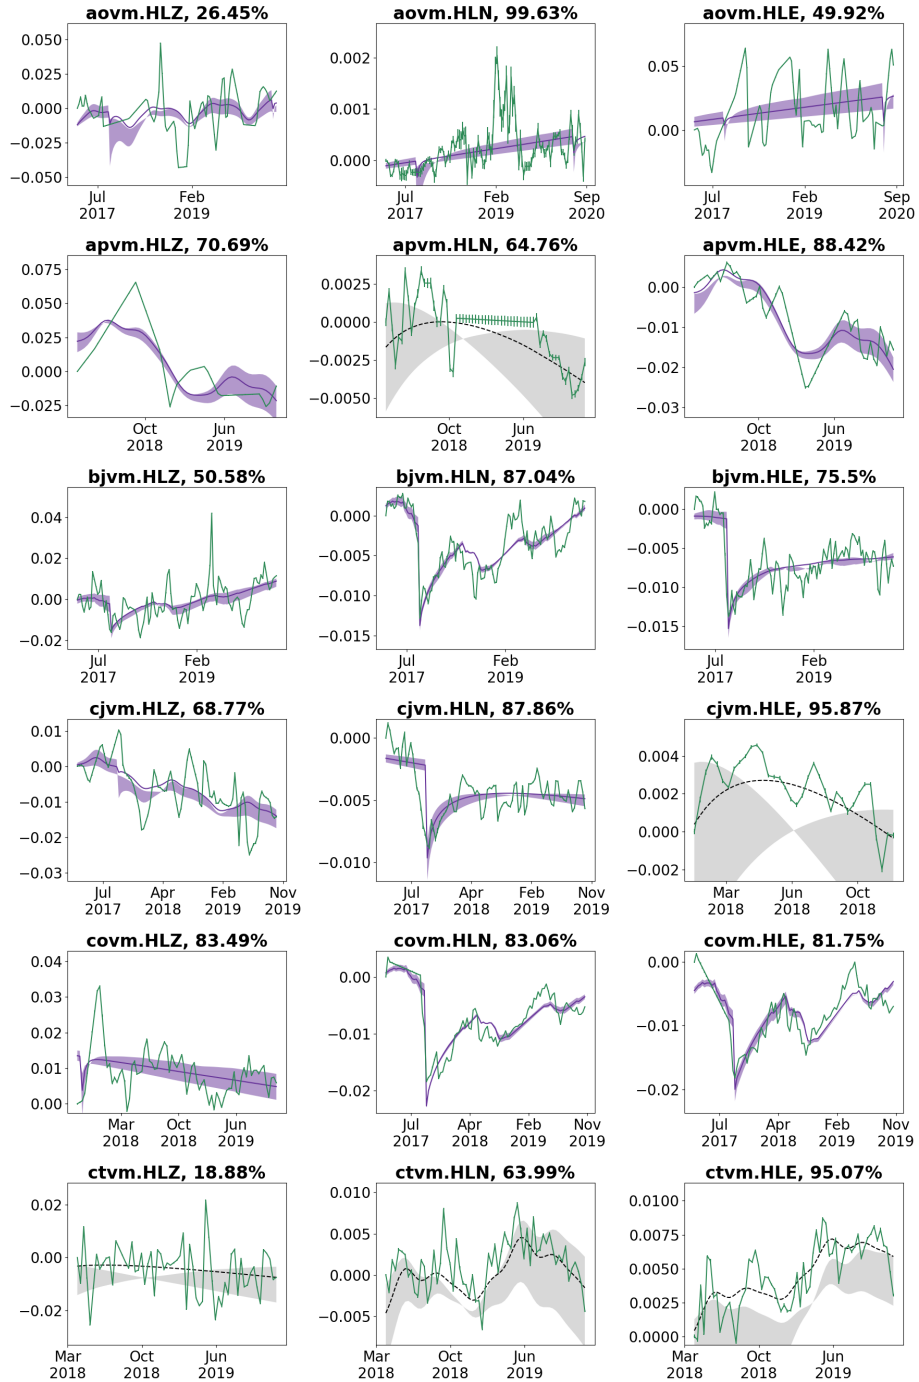 aovm.HLZ, 26.45%
0.050
0.025
0.000
−0.025
−0.050
Jul
2017
Feb
2019
aovm.HLN, 99.63%
0.002
0.001
0.000
Jul
2017
Feb
2019
Sep
2020
aovm.HLE, 49.92%
0.05
0.00
Jul
2017
Feb
2019
Sep
2020
apvm.HLZ, 70.69%
0.075
0.050
0.025
0.000
−0.025
Oct
2018
Jun
2019
apvm.HLN, 64.76%
0.0025
0.0000
−0.0025
−0.0050
Oct
2018
Jun
2019
apvm.HLE, 88.42%
0.00
−0.01
−0.02
−0.03
Oct
2018
Jun
2019
bjvm.HLZ, 50.58%
0.04
0.02
0.00
−0.02
Jul
2017
Feb
2019
bjvm.HLN, 87.04%
0.000
−0.005
−0.010
−0.015
Jul
2017
Feb
2019
bjvm.HLE, 75.5%
0.000
−0.005
−0.010
−0.015
Jul
2017
Feb
2019
cjvm.HLZ, 68.77%
0.01
0.00
−0.01
−0.02
−0.03
Jul
2017
Apr
2018
Feb
2019
Nov
2019
cjvm.HLN, 87.86%
0.000
−0.005
−0.010
Jul
2017
Apr
2018
Feb
2019
Nov
2019
cjvm.HLE, 95.87%
0.004
0.002
0.000
−0.002
Mar
2018
Jun
2018
Oct
2018
covm.HLZ, 83.49%
0.04
0.03
0.02
0.01
0.00
Mar
2018
Oct
2018
Jun
2019
covm.HLN, 83.06%
0.00
−0.01
−0.02
Jul
2017
Apr
2018
Feb
2019
Nov
2019
covm.HLE, 81.75%
0.00
−0.01
−0.02
Jul
2017
Apr
2018
Feb
2019
Nov
2019
ctvm.HLZ, 18.88%
0.02
0.00
−0.02
Mar
2018
Oct
2018
Jun
2019
ctvm.HLN, 63.99%
0.010
0.005
0.000
−0.005
Mar
2018
Oct
2018
Jun
2019
ctvm.HLE, 95.07%
0.0100
0.0075
0.0050
0.0025
0.0000
Mar
2018
Oct
2018
Jun
2019